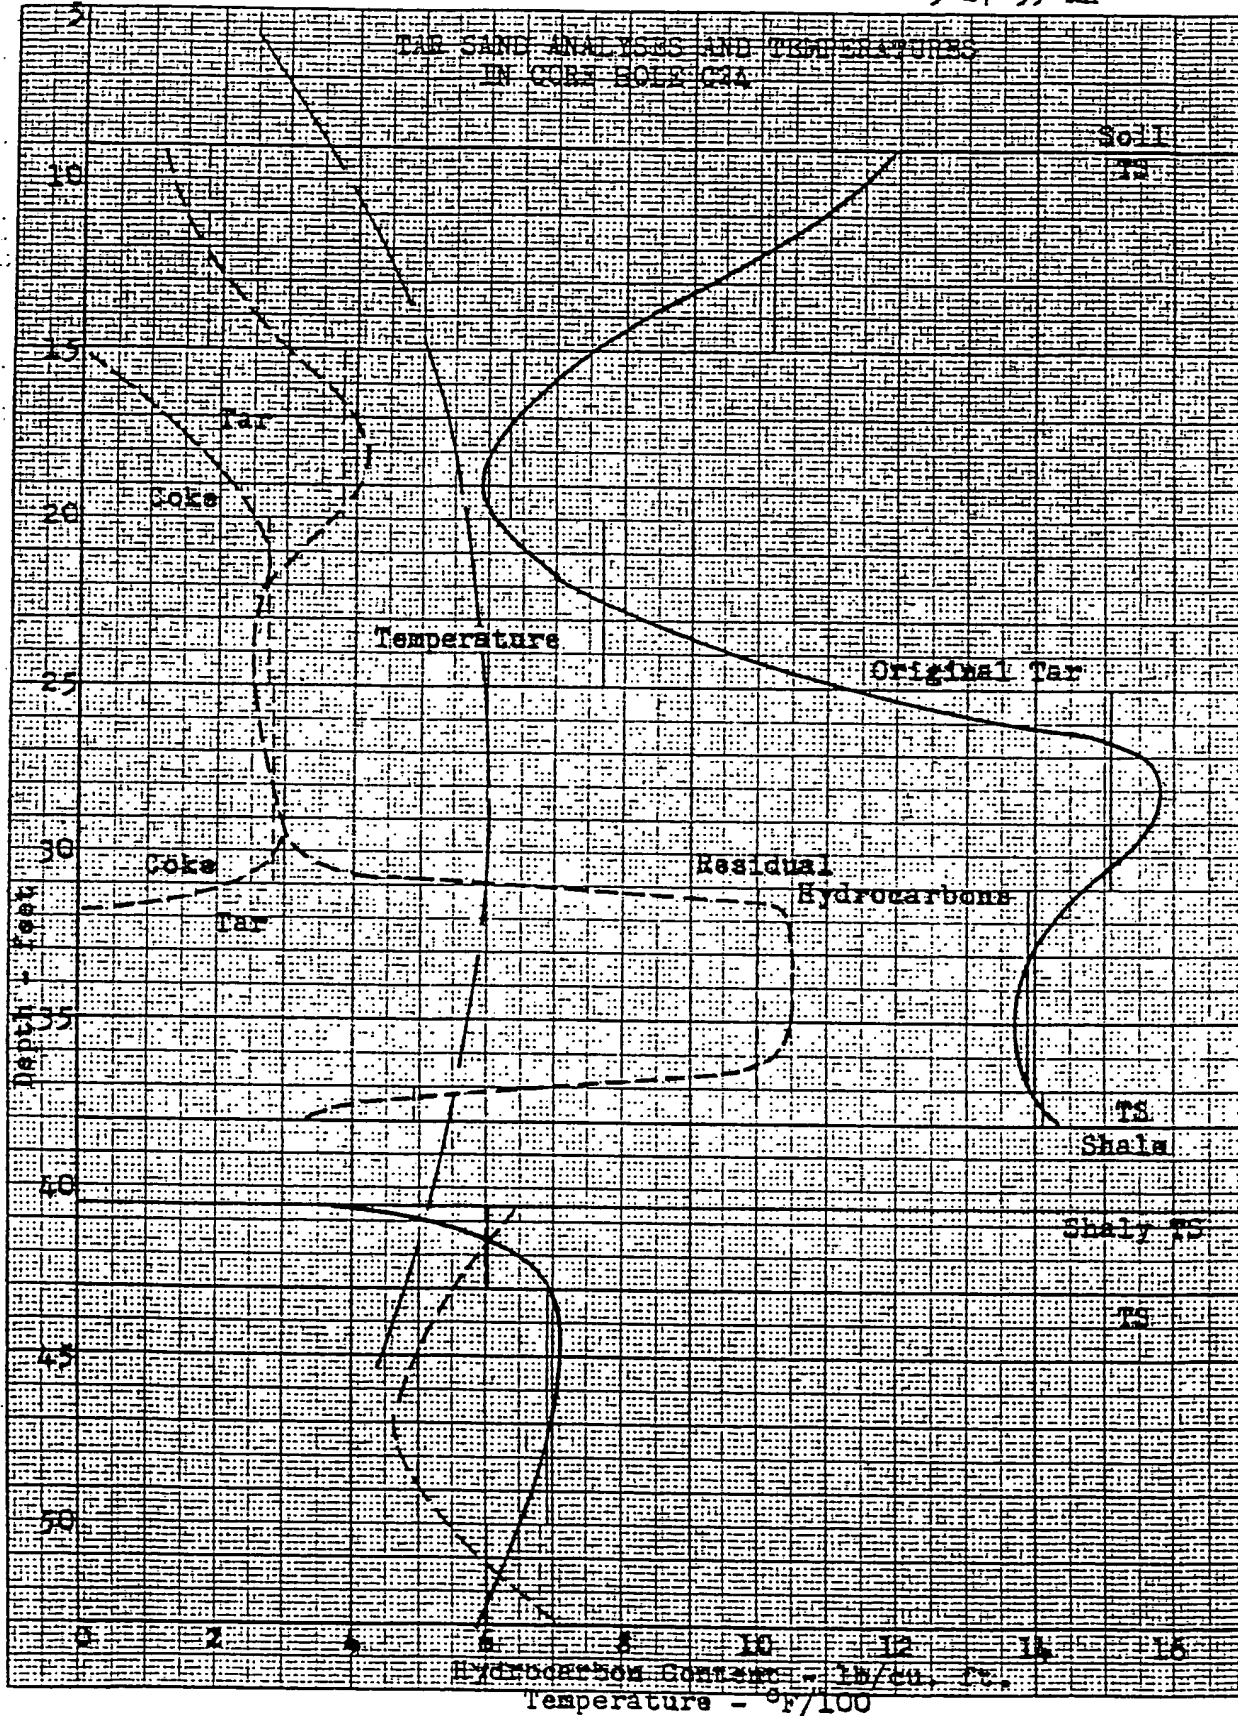 TAR SAND ANALYSES AND TEMPERATURES
IN CORE HOLE C3A
5
Soil
TS
10
15
Tar
Coke
20
Temperature
Original Tar
25
30
Coke
Residual
Hydrocarbons
Tar
Depth - Feet
35
TS
Shale
40
Shaly TS
TS
45
50
0 2 4 6 8 10 12 14 16
Hydrocarbon Content - lb/cu. ft.
Temperature - °F/100